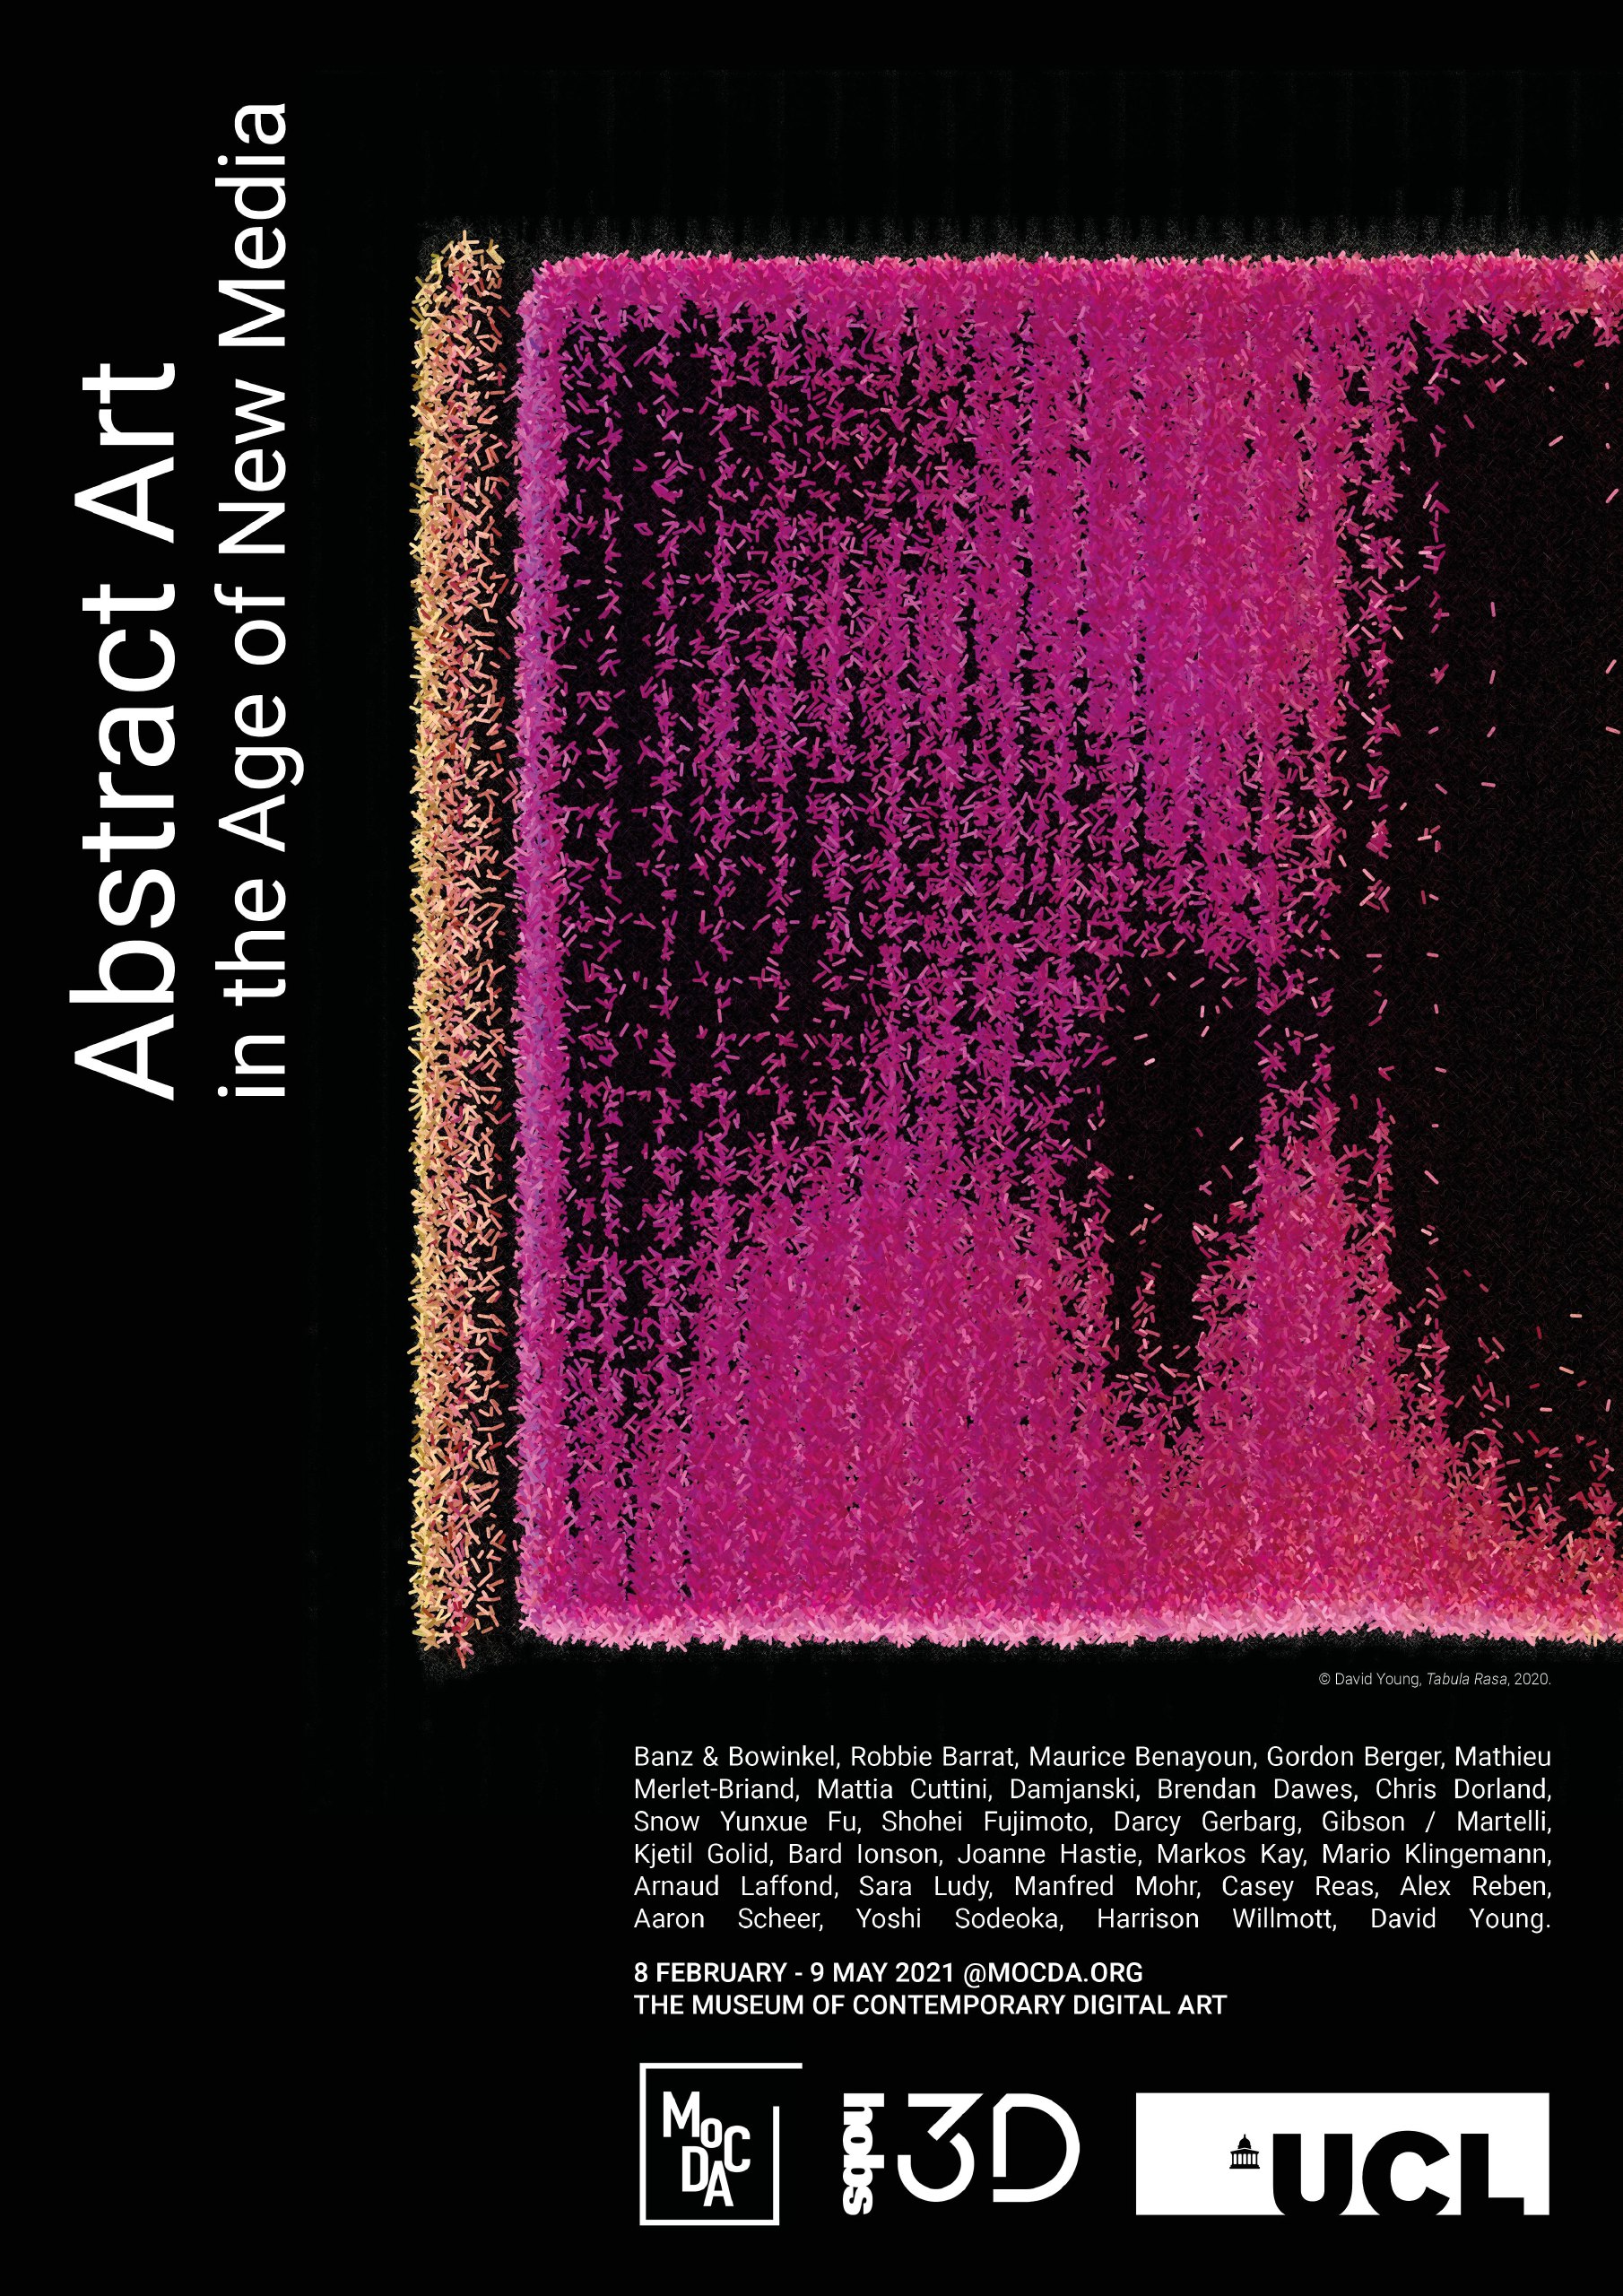 Abstract Art
in the Age of New Media
© David Young, Tabula Rasa, 2020.
Banz & Bowinkel, Robbie Barrat, Maurice Benayoun, Gordon Berger, Mathieu
Merlet-Briand, Mattia Cuttini, Damjanski, Brendan Dawes, Chris Dorland,
Snow Yunxue Fu, Shohei Fujimoto, Darcy Gerbarg, Gibson / Martelli,
Kjetil Golid, Bard Ionson, Joanne Hastie, Markos Kay, Mario Klingemann,
Arnaud Laffond, Sara Ludy, Manfred Mohr, Casey Reas, Alex Reben,
Aaron Scheer, Yoshi Sodeoka, Harrison Willmott, David Young.
8 FEBRUARY - 9 MAY 2021 @MOCDA.ORG
THE MUSEUM OF CONTEMPORARY DIGITAL ART
MoC
DA
hobs 3D
UCL